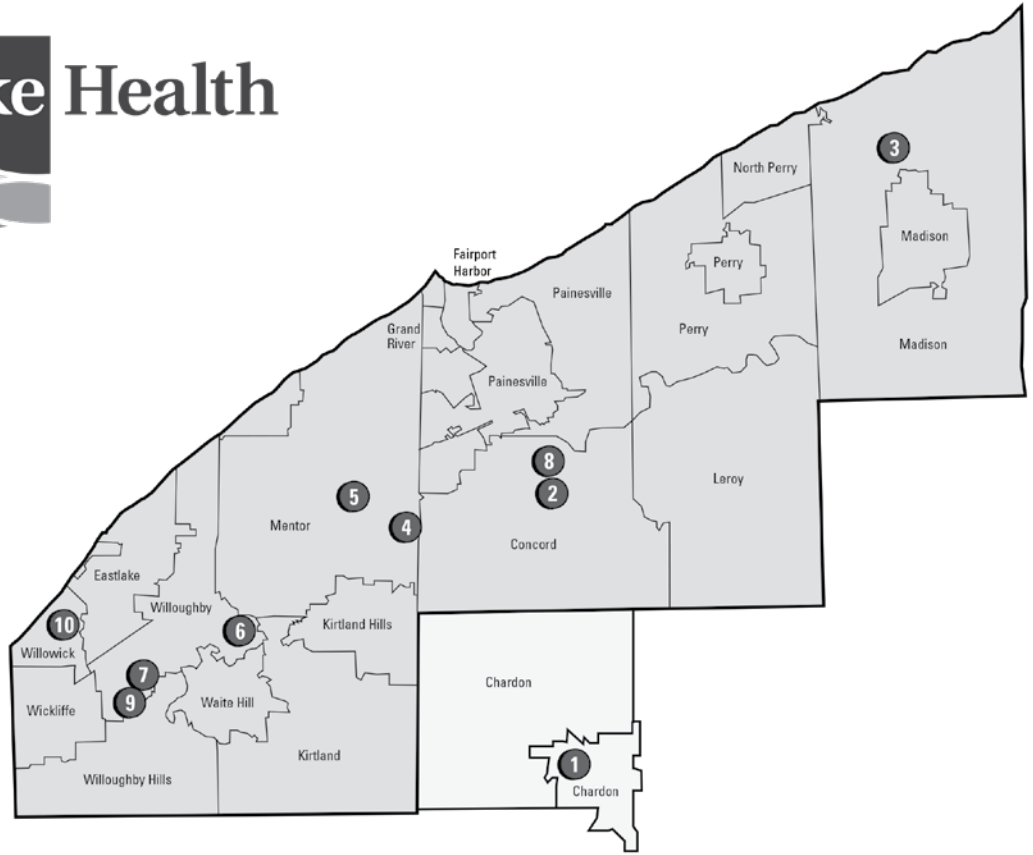 ke Health
3
North Perry
Madison
Perry
Fairport
Harbor
Painesville
Grand
River
Perry
Madison
Painesville
8
Leroy
5
2
Mentor
4
Concord
Eastlake
Willoughby
10
6
Kirtland Hills
Willowick
7
Chardon
9
Waite Hill
Wickliffe
Kirtland
1
Willoughby Hills
Chardon